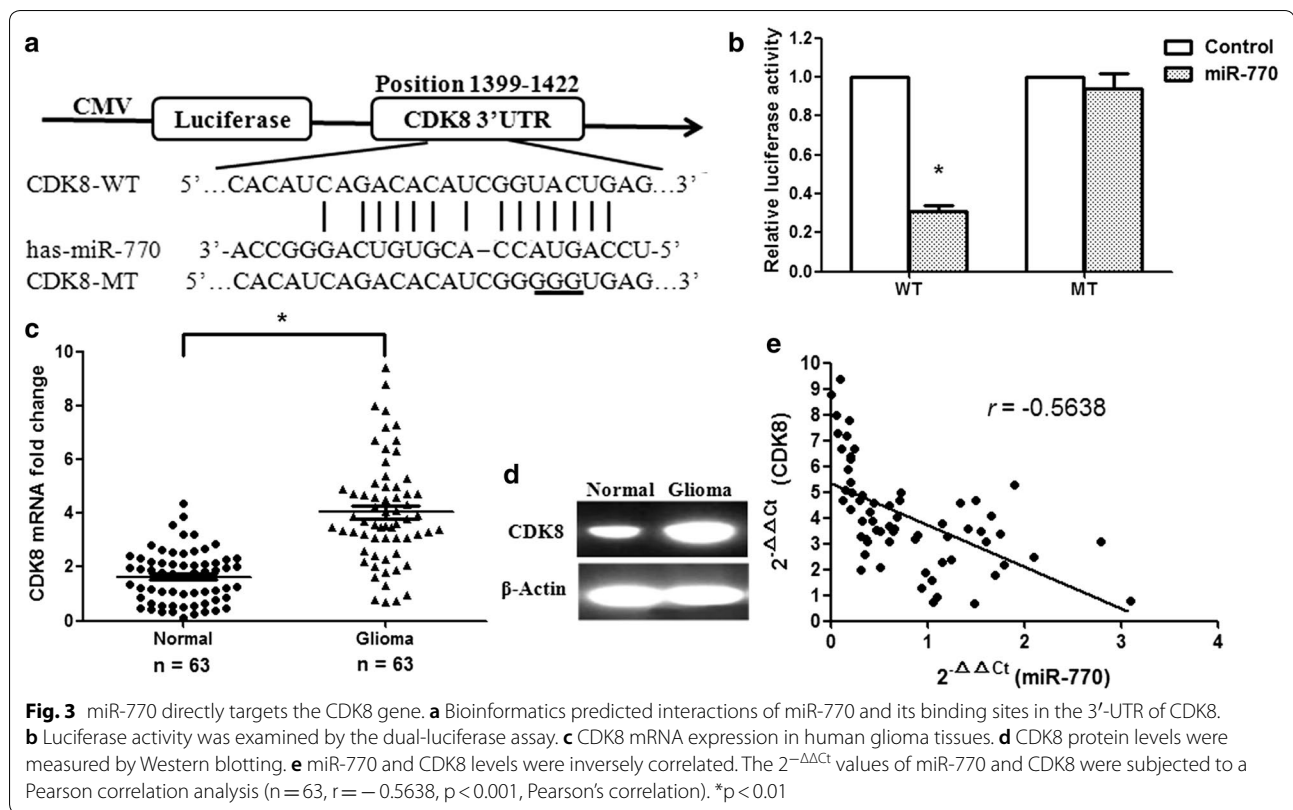 a
CMV
Luciferase
Position 1399-1422
CDK8 3’UTR
CDK8-WT 5’…CACAUCAGACACAUCGGUACUGAG…3’
has-miR-770 3’-ACCGGGACUGUGCA–CCAUGACCU-5’
CDK8-MT 5’…CACAUCAGACACAUCGGGGGUGAG…3’
b
Relative luciferase activity
1.2
1.0
0.8
0.6
0.4
0.2
0.0
*
WT
MT
Control
miR-770
c
CDK8 mRNA fold change
10
8
6
4
2
0
*
Normal
n = 63
Glioma
n = 63
d
Normal Glioma
CDK8
β-Actin
e
2^-ΔΔCt (CDK8)
10
9
8
7
6
5
4
3
2
1
0
r = -0.5638
0 1 2 3 4
2^-ΔΔCt (miR-770)
Fig. 3 miR-770 directly targets the CDK8 gene. a Bioinformatics predicted interactions of miR-770 and its binding sites in the 3′-UTR of CDK8.
b Luciferase activity was examined by the dual-luciferase assay. c CDK8 mRNA expression in human glioma tissues. d CDK8 protein levels were
measured by Western blotting. e miR-770 and CDK8 levels were inversely correlated. The 2^−ΔΔCt values of miR-770 and CDK8 were subjected to a
Pearson correlation analysis (n = 63, r = − 0.5638, p < 0.001, Pearson’s correlation). *p < 0.01